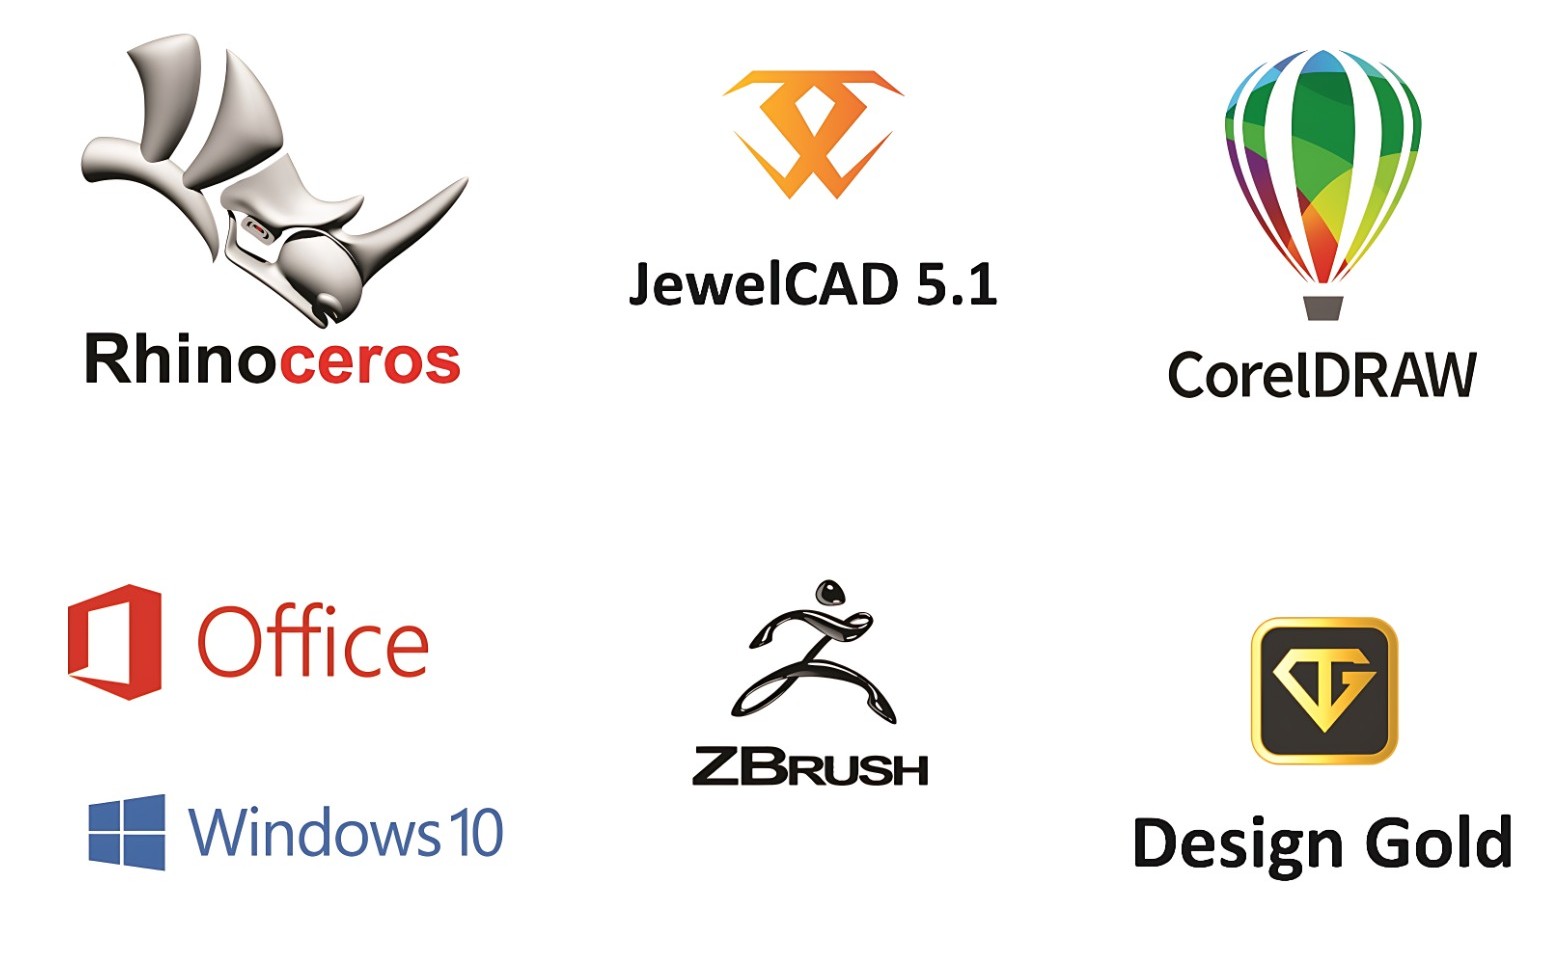 Rhinoceros
JewelCAD 5.1
CorelDRAW
Office
Windows 10
ZBRUSH
Design Gold